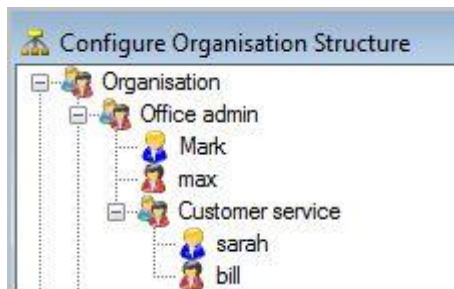 Configure Organisation Structure
Organisation
Office admin
Mark
max
Customer service
sarah
bill